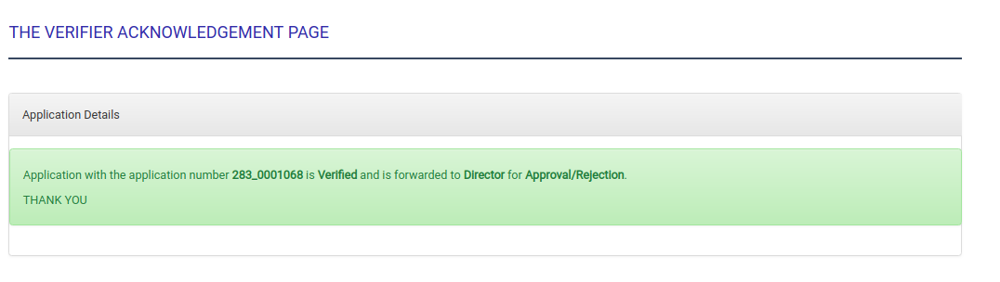 THE VERIFIER ACKNOWLEDGEMENT PAGE
Application Details
Application with the application number 283_0001068 is Verified and is forwarded to Director for Approval/Rejection.
THANK YOU